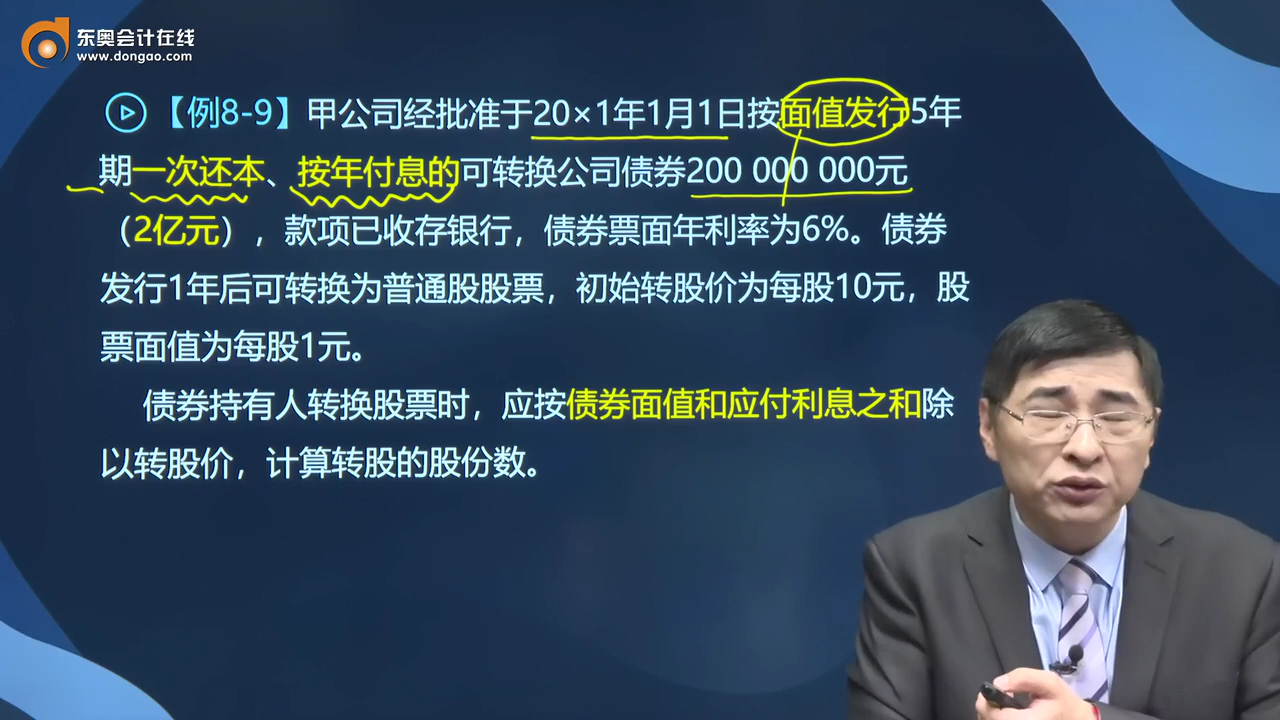 东奥会计在线
www.dongao.com
【例8-9】甲公司经批准于20×1年1月1日按面值发行5年
期一次还本、按年付息的可转换公司债券200 000 000元
（2亿元），款项已收存银行，债券票面年利率为6%。债券
发行1年后可转换为普通股股票，初始转股价为每股10元，股
票面值为每股1元。
债券持有人转换股票时，应按债券面值和应付利息之和除
以转股价，计算转股的股份数。